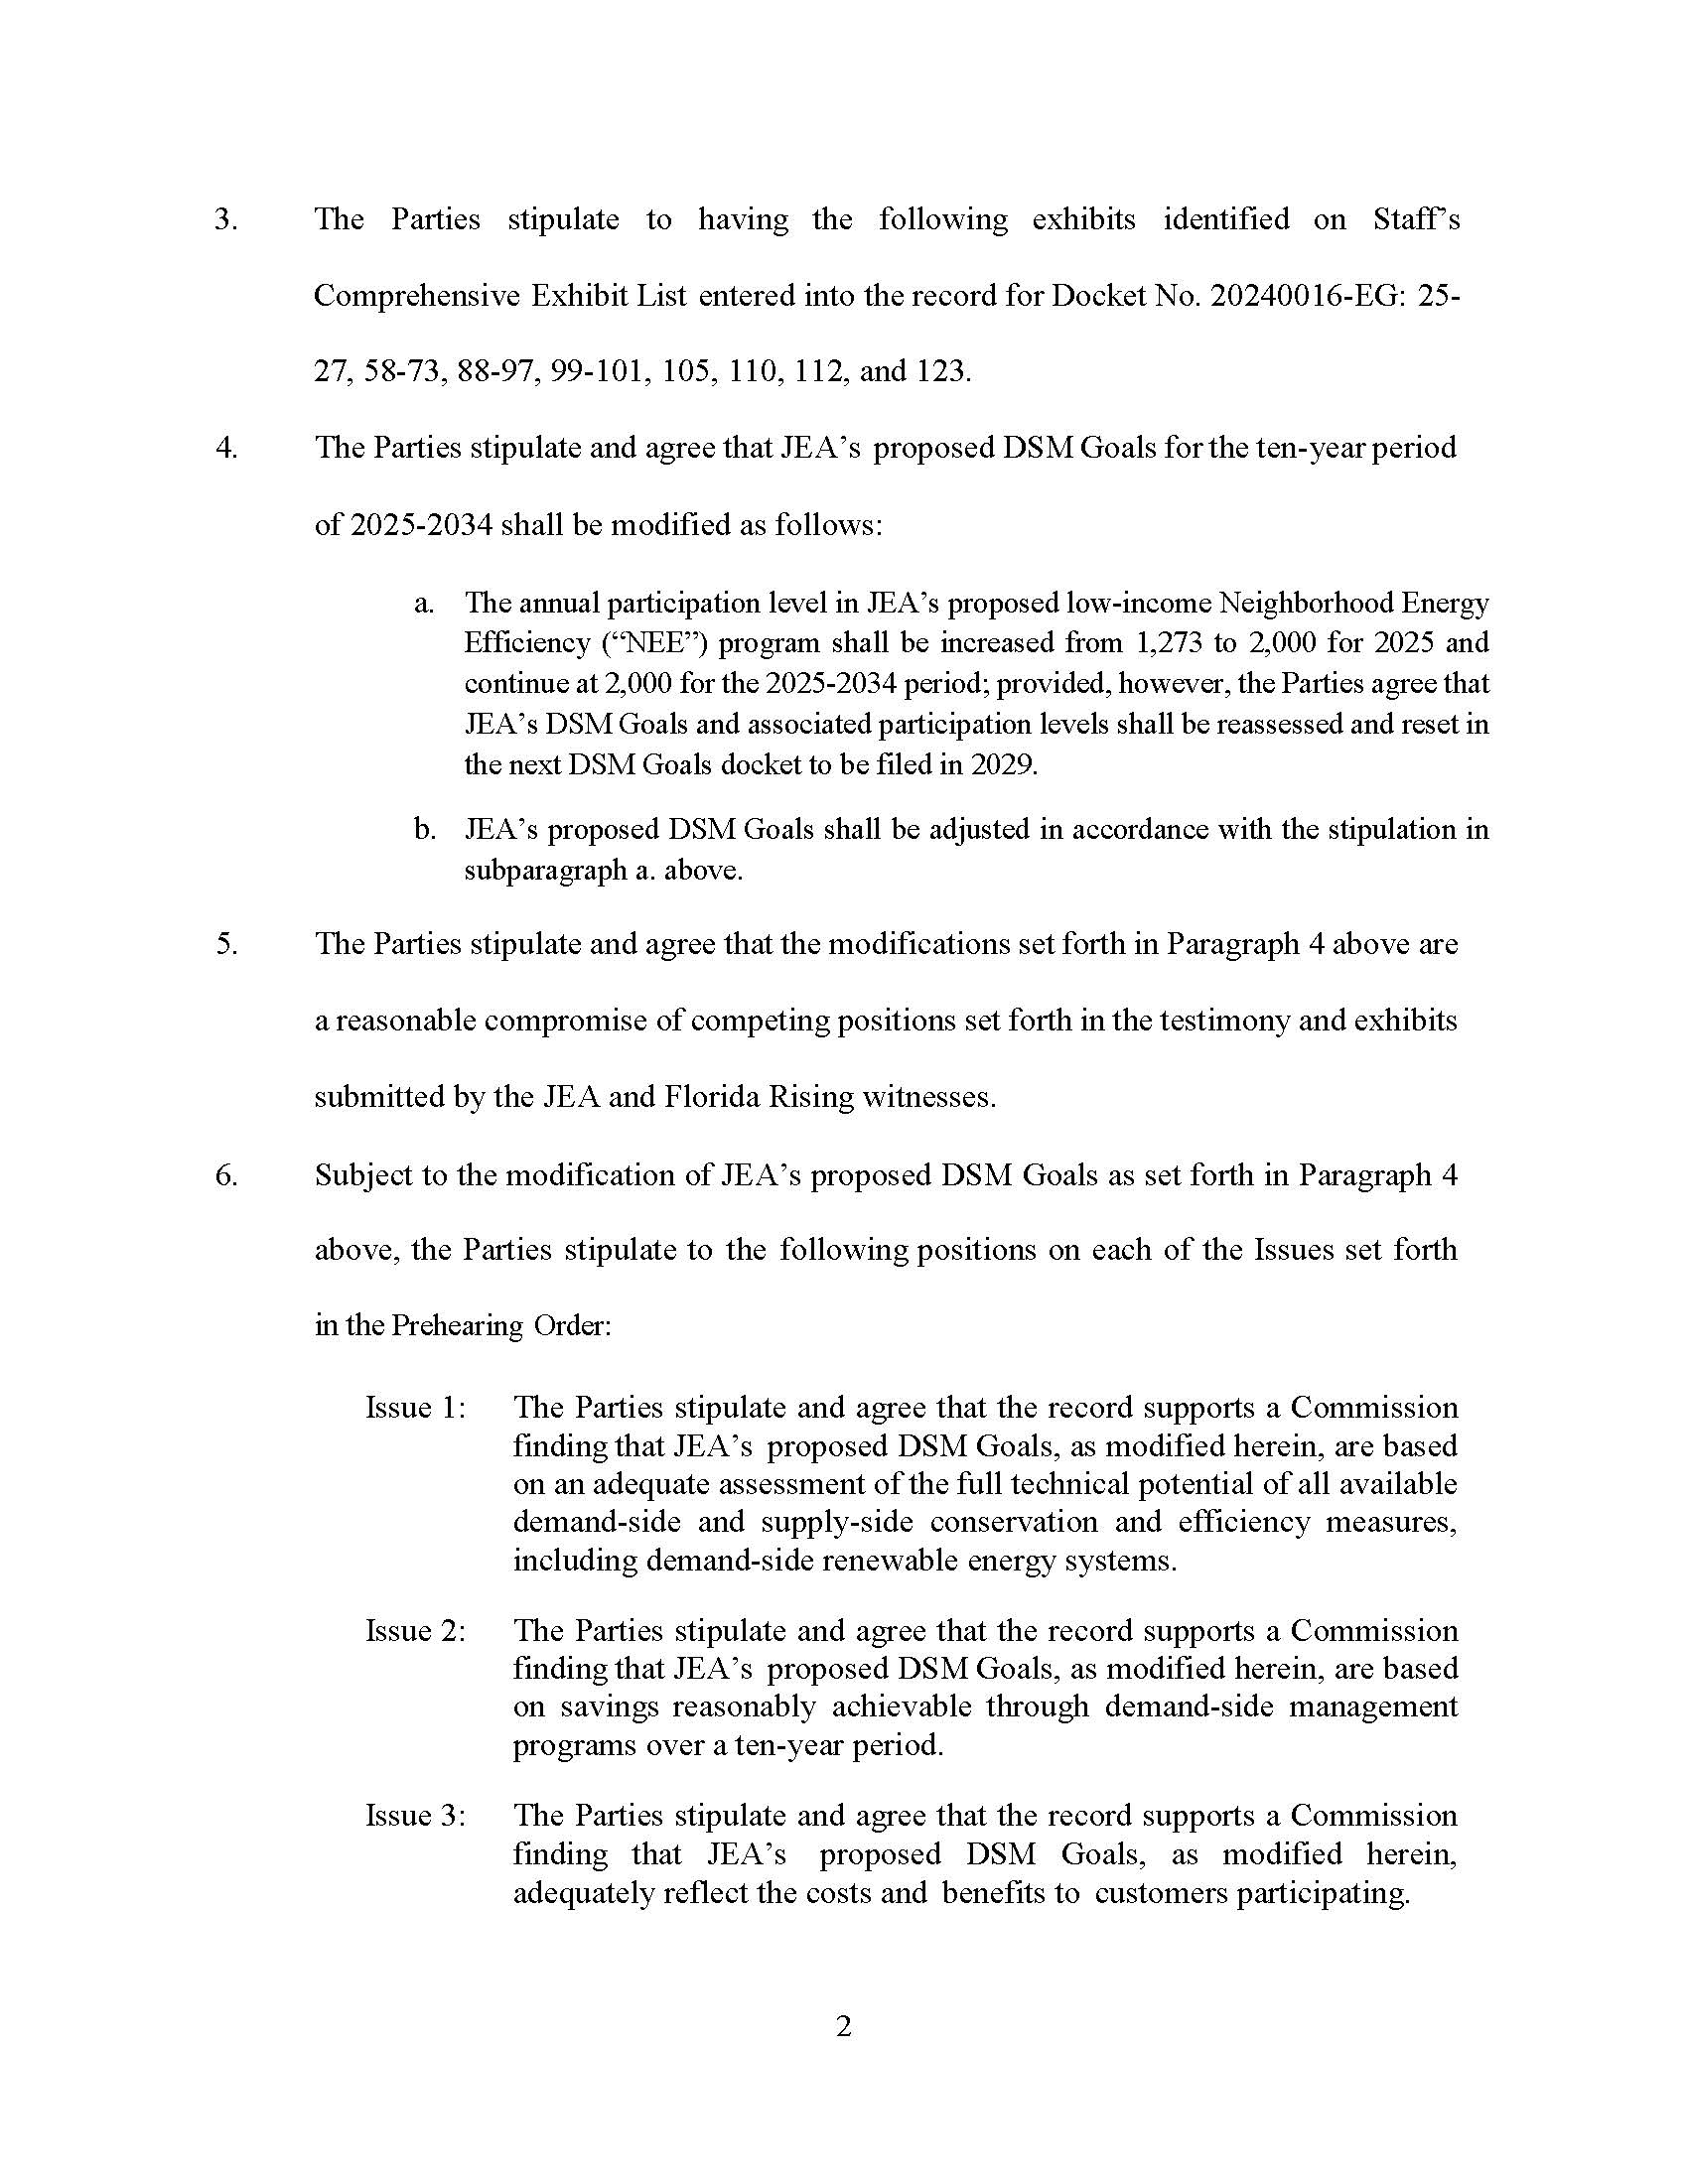 3. The Parties stipulate to having the following exhibits identified on Staff’s
Comprehensive Exhibit List entered into the record for Docket No. 20240016-EG: 25-
27, 58-73, 88-97, 99-101, 105, 110, 112, and 123.
4. The Parties stipulate and agree that JEA’s proposed DSM Goals for the ten-year period
of 2025-2034 shall be modified as follows:
a. The annual participation level in JEA’s proposed low-income Neighborhood Energy
Efficiency (“NEE”) program shall be increased from 1,273 to 2,000 for 2025 and
continue at 2,000 for the 2025-2034 period; provided, however, the Parties agree that
JEA’s DSM Goals and associated participation levels shall be reassessed and reset in
the next DSM Goals docket to be filed in 2029.
b. JEA’s proposed DSM Goals shall be adjusted in accordance with the stipulation in
subparagraph a. above.
5. The Parties stipulate and agree that the modifications set forth in Paragraph 4 above are
a reasonable compromise of competing positions set forth in the testimony and exhibits
submitted by the JEA and Florida Rising witnesses.
6. Subject to the modification of JEA’s proposed DSM Goals as set forth in Paragraph 4
above, the Parties stipulate to the following positions on each of the Issues set forth
in the Prehearing Order:
Issue 1: The Parties stipulate and agree that the record supports a Commission
finding that JEA’s proposed DSM Goals, as modified herein, are based
on an adequate assessment of the full technical potential of all available
demand-side and supply-side conservation and efficiency measures,
including demand-side renewable energy systems.
Issue 2: The Parties stipulate and agree that the record supports a Commission
finding that JEA’s proposed DSM Goals, as modified herein, are based
on savings reasonably achievable through demand-side management
programs over a ten-year period.
Issue 3: The Parties stipulate and agree that the record supports a Commission
finding that JEA’s proposed DSM Goals, as modified herein,
adequately reflect the costs and benefits to customers participating.
2